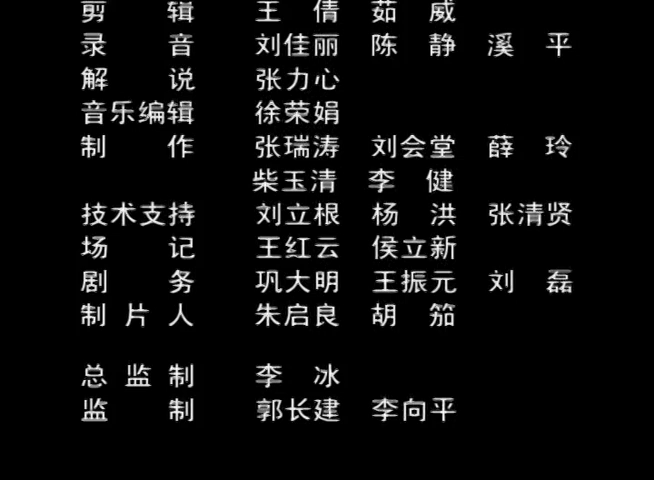 剪 辑 王 倩 茹 威
录 音 刘佳丽 陈 静 溪 平
解 说 张力心
音乐编辑 徐荣娟
制 作 张瑞涛 刘会堂 薛 玲
柴玉清 李 健
技术支持 刘立根 杨 洪 张清贤
场 记 王红云 侯立新
剧 务 巩大明 王振元 刘 磊
制 片 人 朱启良 胡 笳
总 监 制 李 冰
监 制 郭长建 李向平